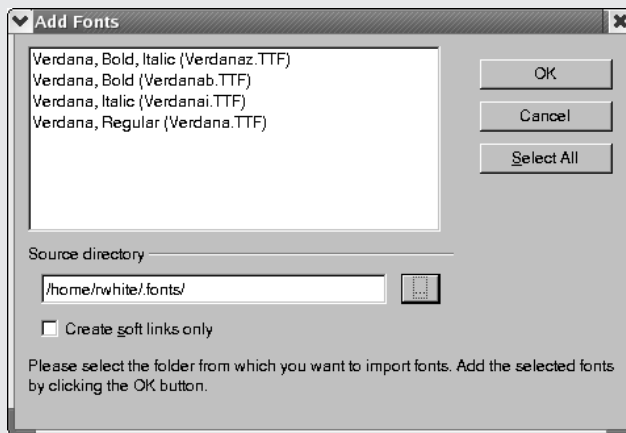 Add Fonts
Verdana, Bold, Italic (Verdanaz.TTF)
Verdana, Bold (Verdanab.TTF)
Verdana, Italic (Verdanai.TTF)
Verdana, Regular (Verdana.TTF)
OK
Cancel
Select All
Source directory
/home/rwhite/.fonts/
...
Create soft links only
Please select the folder from which you want to import fonts. Add the selected fonts
by clicking the OK button.